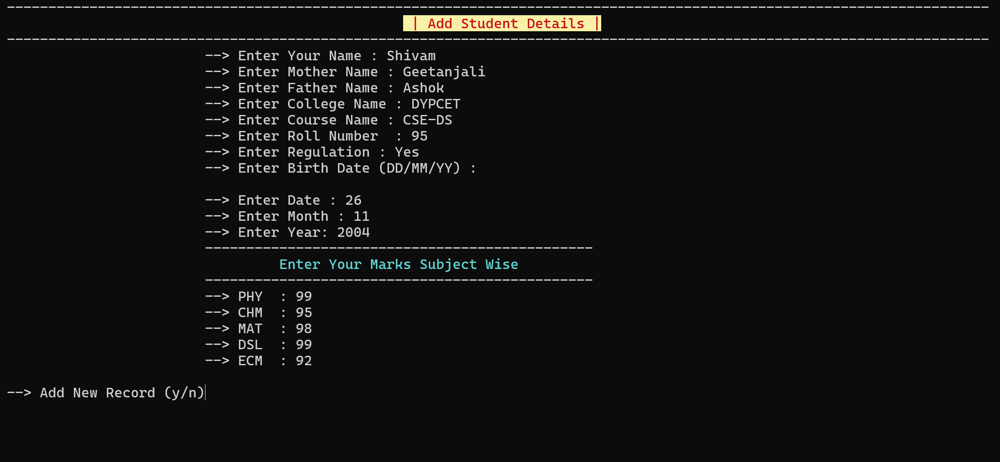 ------------------------------------------------------------------------------------------------------------------------
| Add Student Details |
------------------------------------------------------------------------------------------------------------------------
--> Enter Your Name : Shivam
--> Enter Mother Name : Geetanjali
--> Enter Father Name : Ashok
--> Enter College Name : DYPCET
--> Enter Course Name : CSE-DS
--> Enter Roll Number  : 95
--> Enter Regulation : Yes
--> Enter Birth Date (DD/MM/YY) :
--> Enter Date : 26
--> Enter Month : 11
--> Enter Year: 2004
-----------------------------------------------
Enter Your Marks Subject Wise
-----------------------------------------------
--> PHY  : 99
--> CHM  : 95
--> MAT  : 98
--> DSL  : 99
--> ECM  : 92
--> Add New Record (y/n)